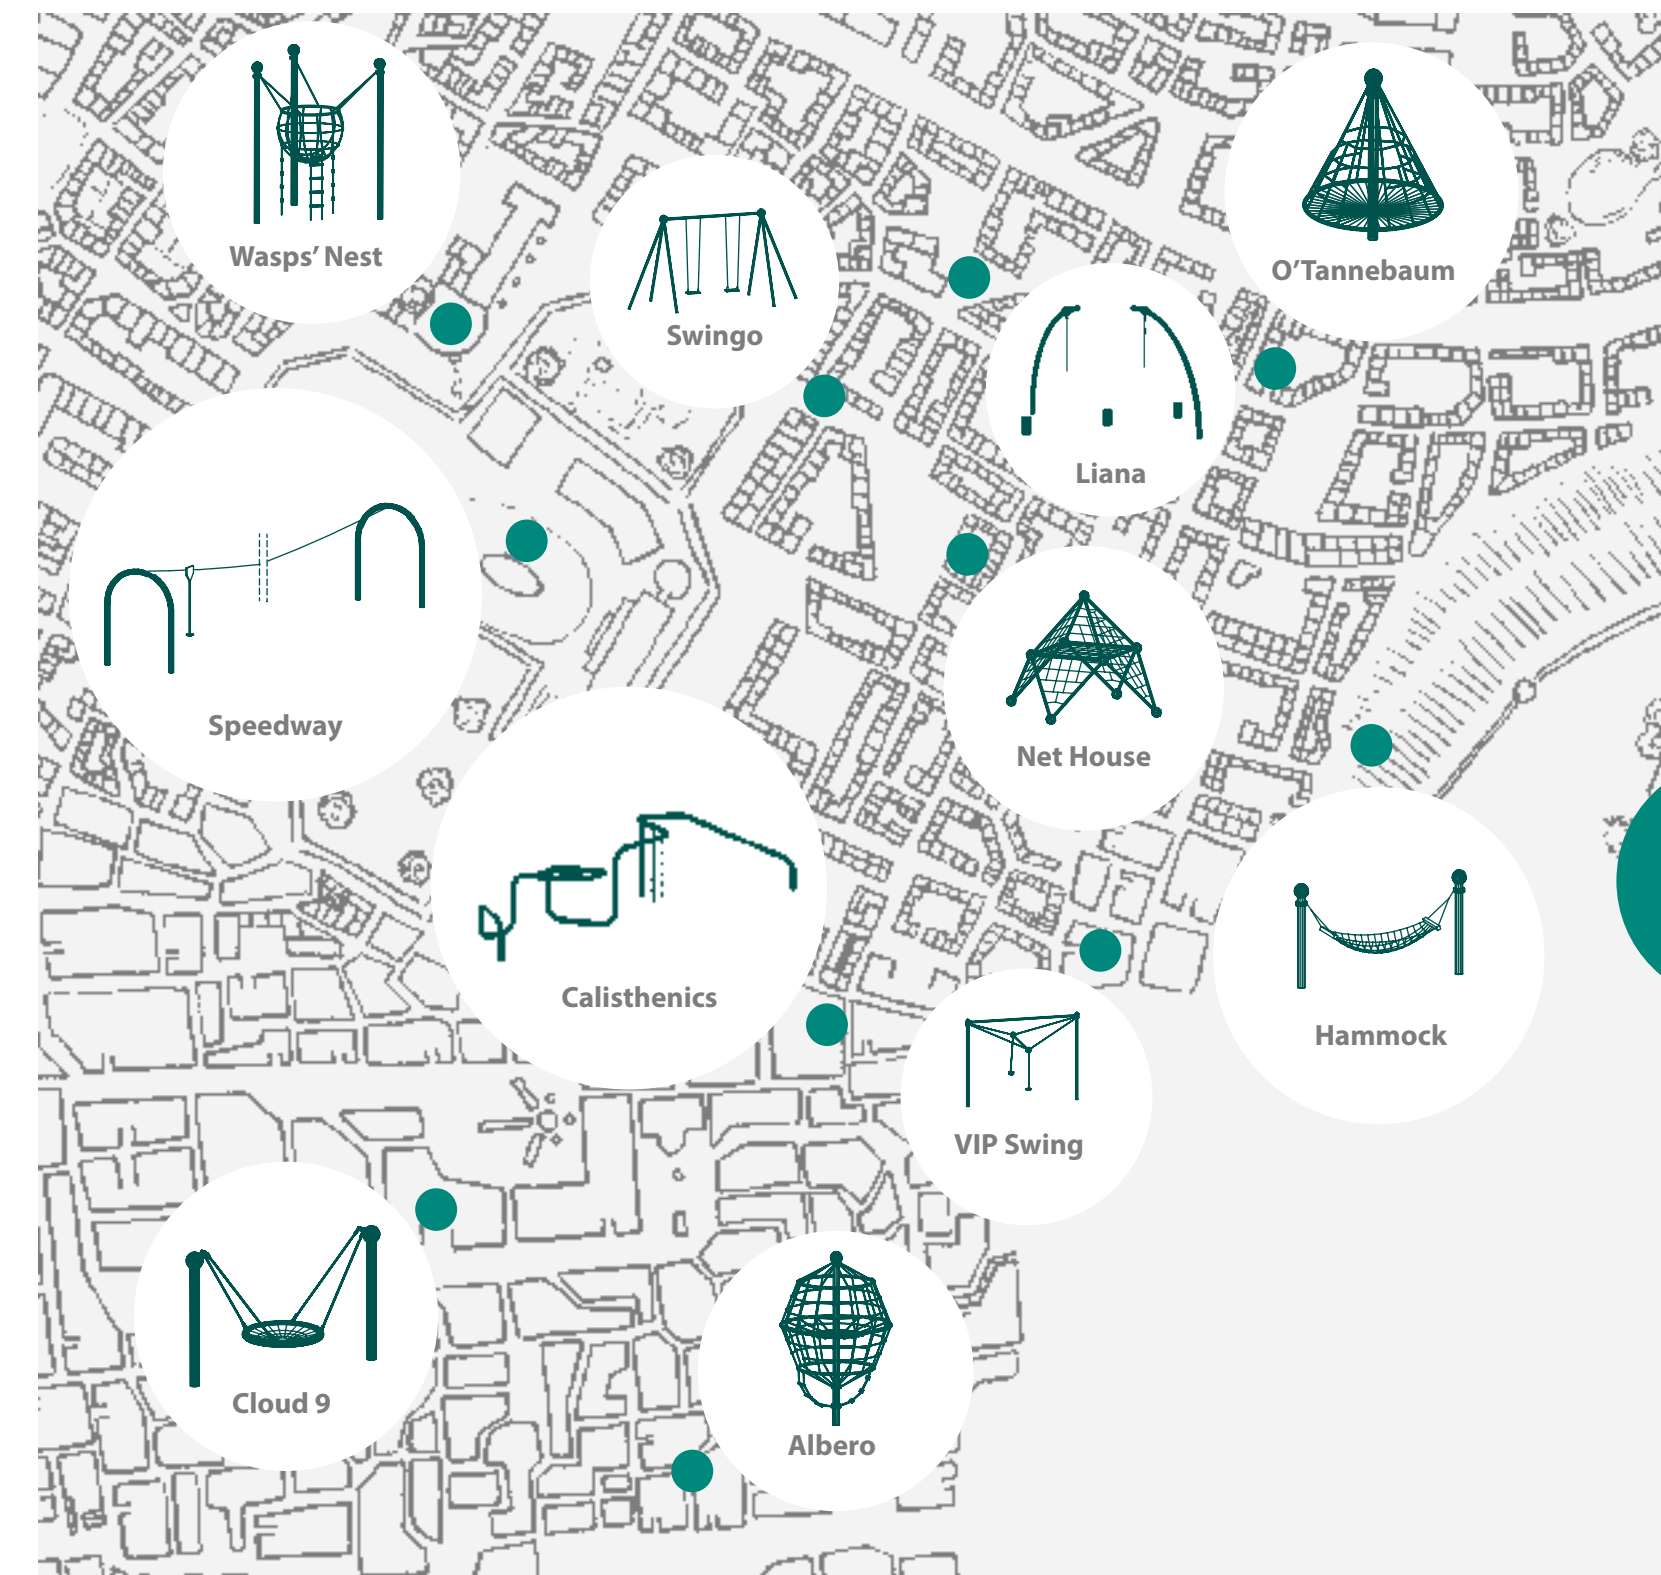 Wasps’ Nest
O’Tannebaum
Swingo
Liana
Speedway
Net House
Calisthenics
Hammock
VIP Swing
Cloud 9
Albero